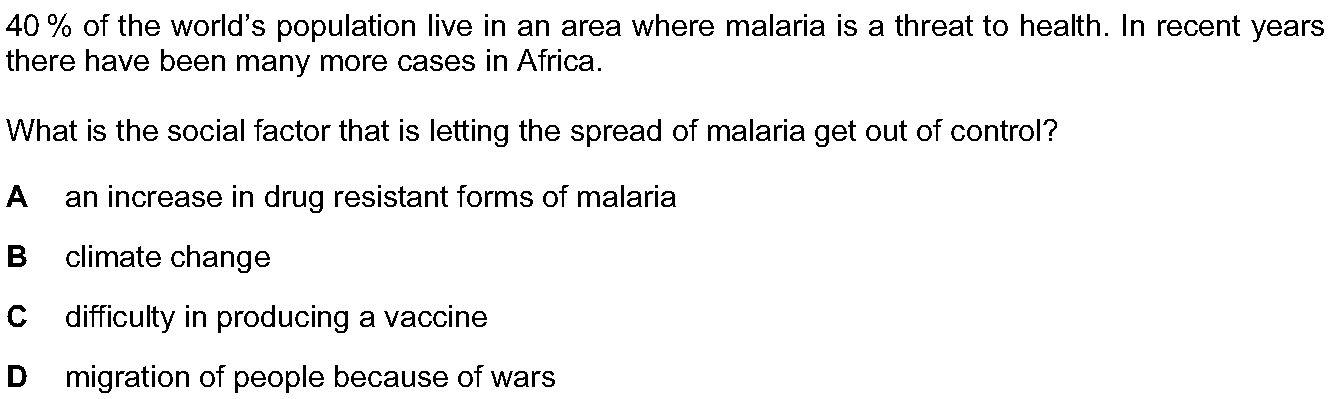 40 % of the world’s population live in an area where malaria is a threat to health. In recent years
there have been many more cases in Africa.
What is the social factor that is letting the spread of malaria get out of control?
A an increase in drug resistant forms of malaria
B climate change
C difficulty in producing a vaccine
D migration of people because of wars